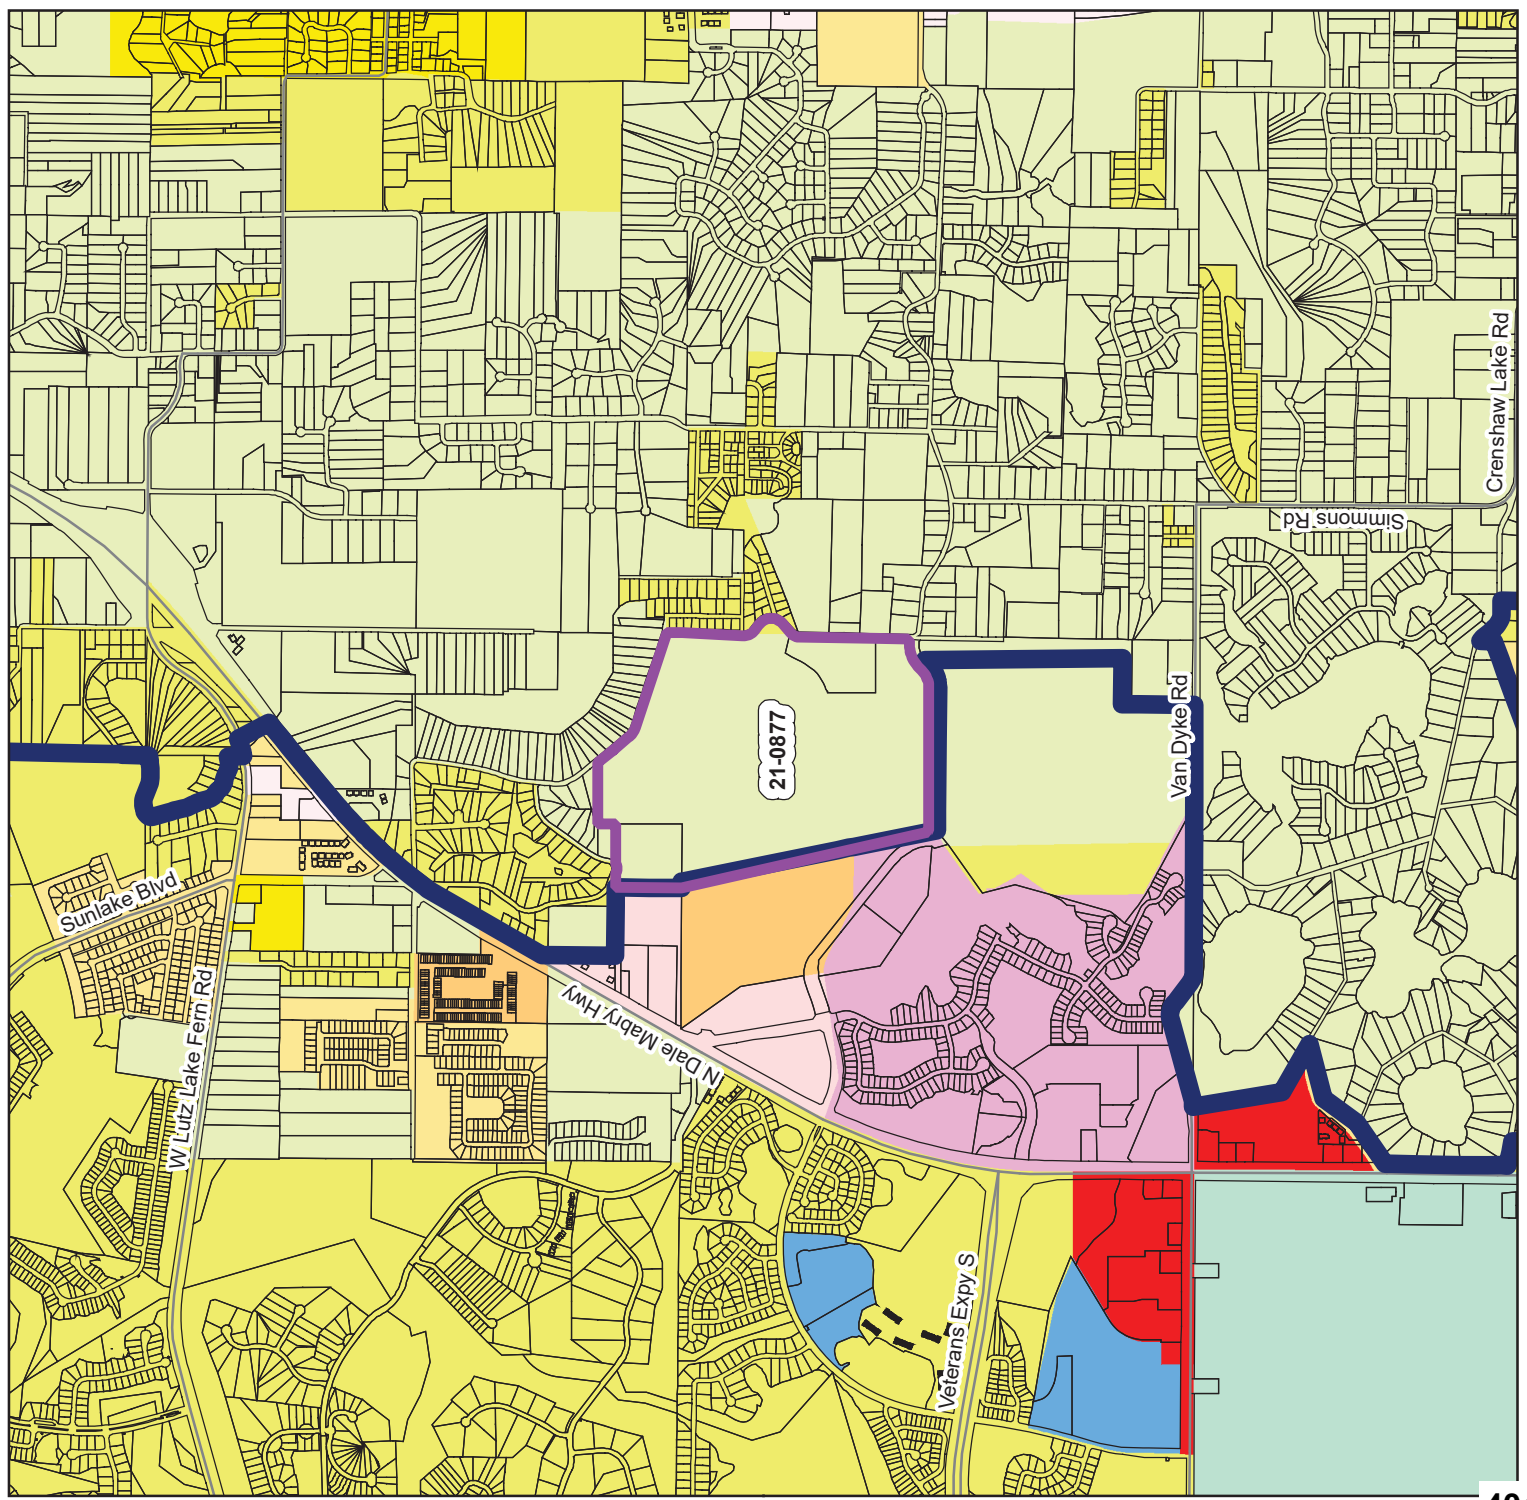 Crenshaw Lake Rd
Simmons Rd
Van Dyke Rd
21-0877
Sunlake Blvd
W Lutz Lake Fern Rd
N Dale Mabry Hwy
Veterans Expy S